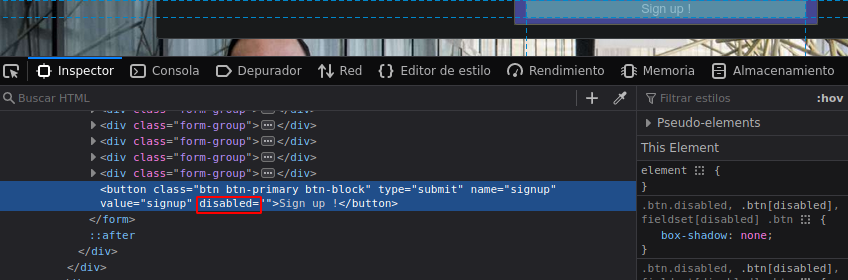 Sign up !
Inspector
Consola
Depurador
Red
Editor de estilo
Rendimiento
Memoria
Almacenamiento
Buscar HTML
Filtrar estilos
:hov
<div class="form-group">…</div>
<div class="form-group">…</div>
<div class="form-group">…</div>
<div class="form-group">…</div>
<div class="form-group">…</div>
<button class="btn btn-primary btn-block" type="submit" name="signup"
value="signup" disabled="">Sign up !</button>
</form>
::after
</div>
</div>
Pseudo-elements
This Element
element {
}
.btn.disabled, .btn[disabled],
fieldset[disabled] .btn {
box-shadow: none;
}
.btn.disabled, .btn[disabled],